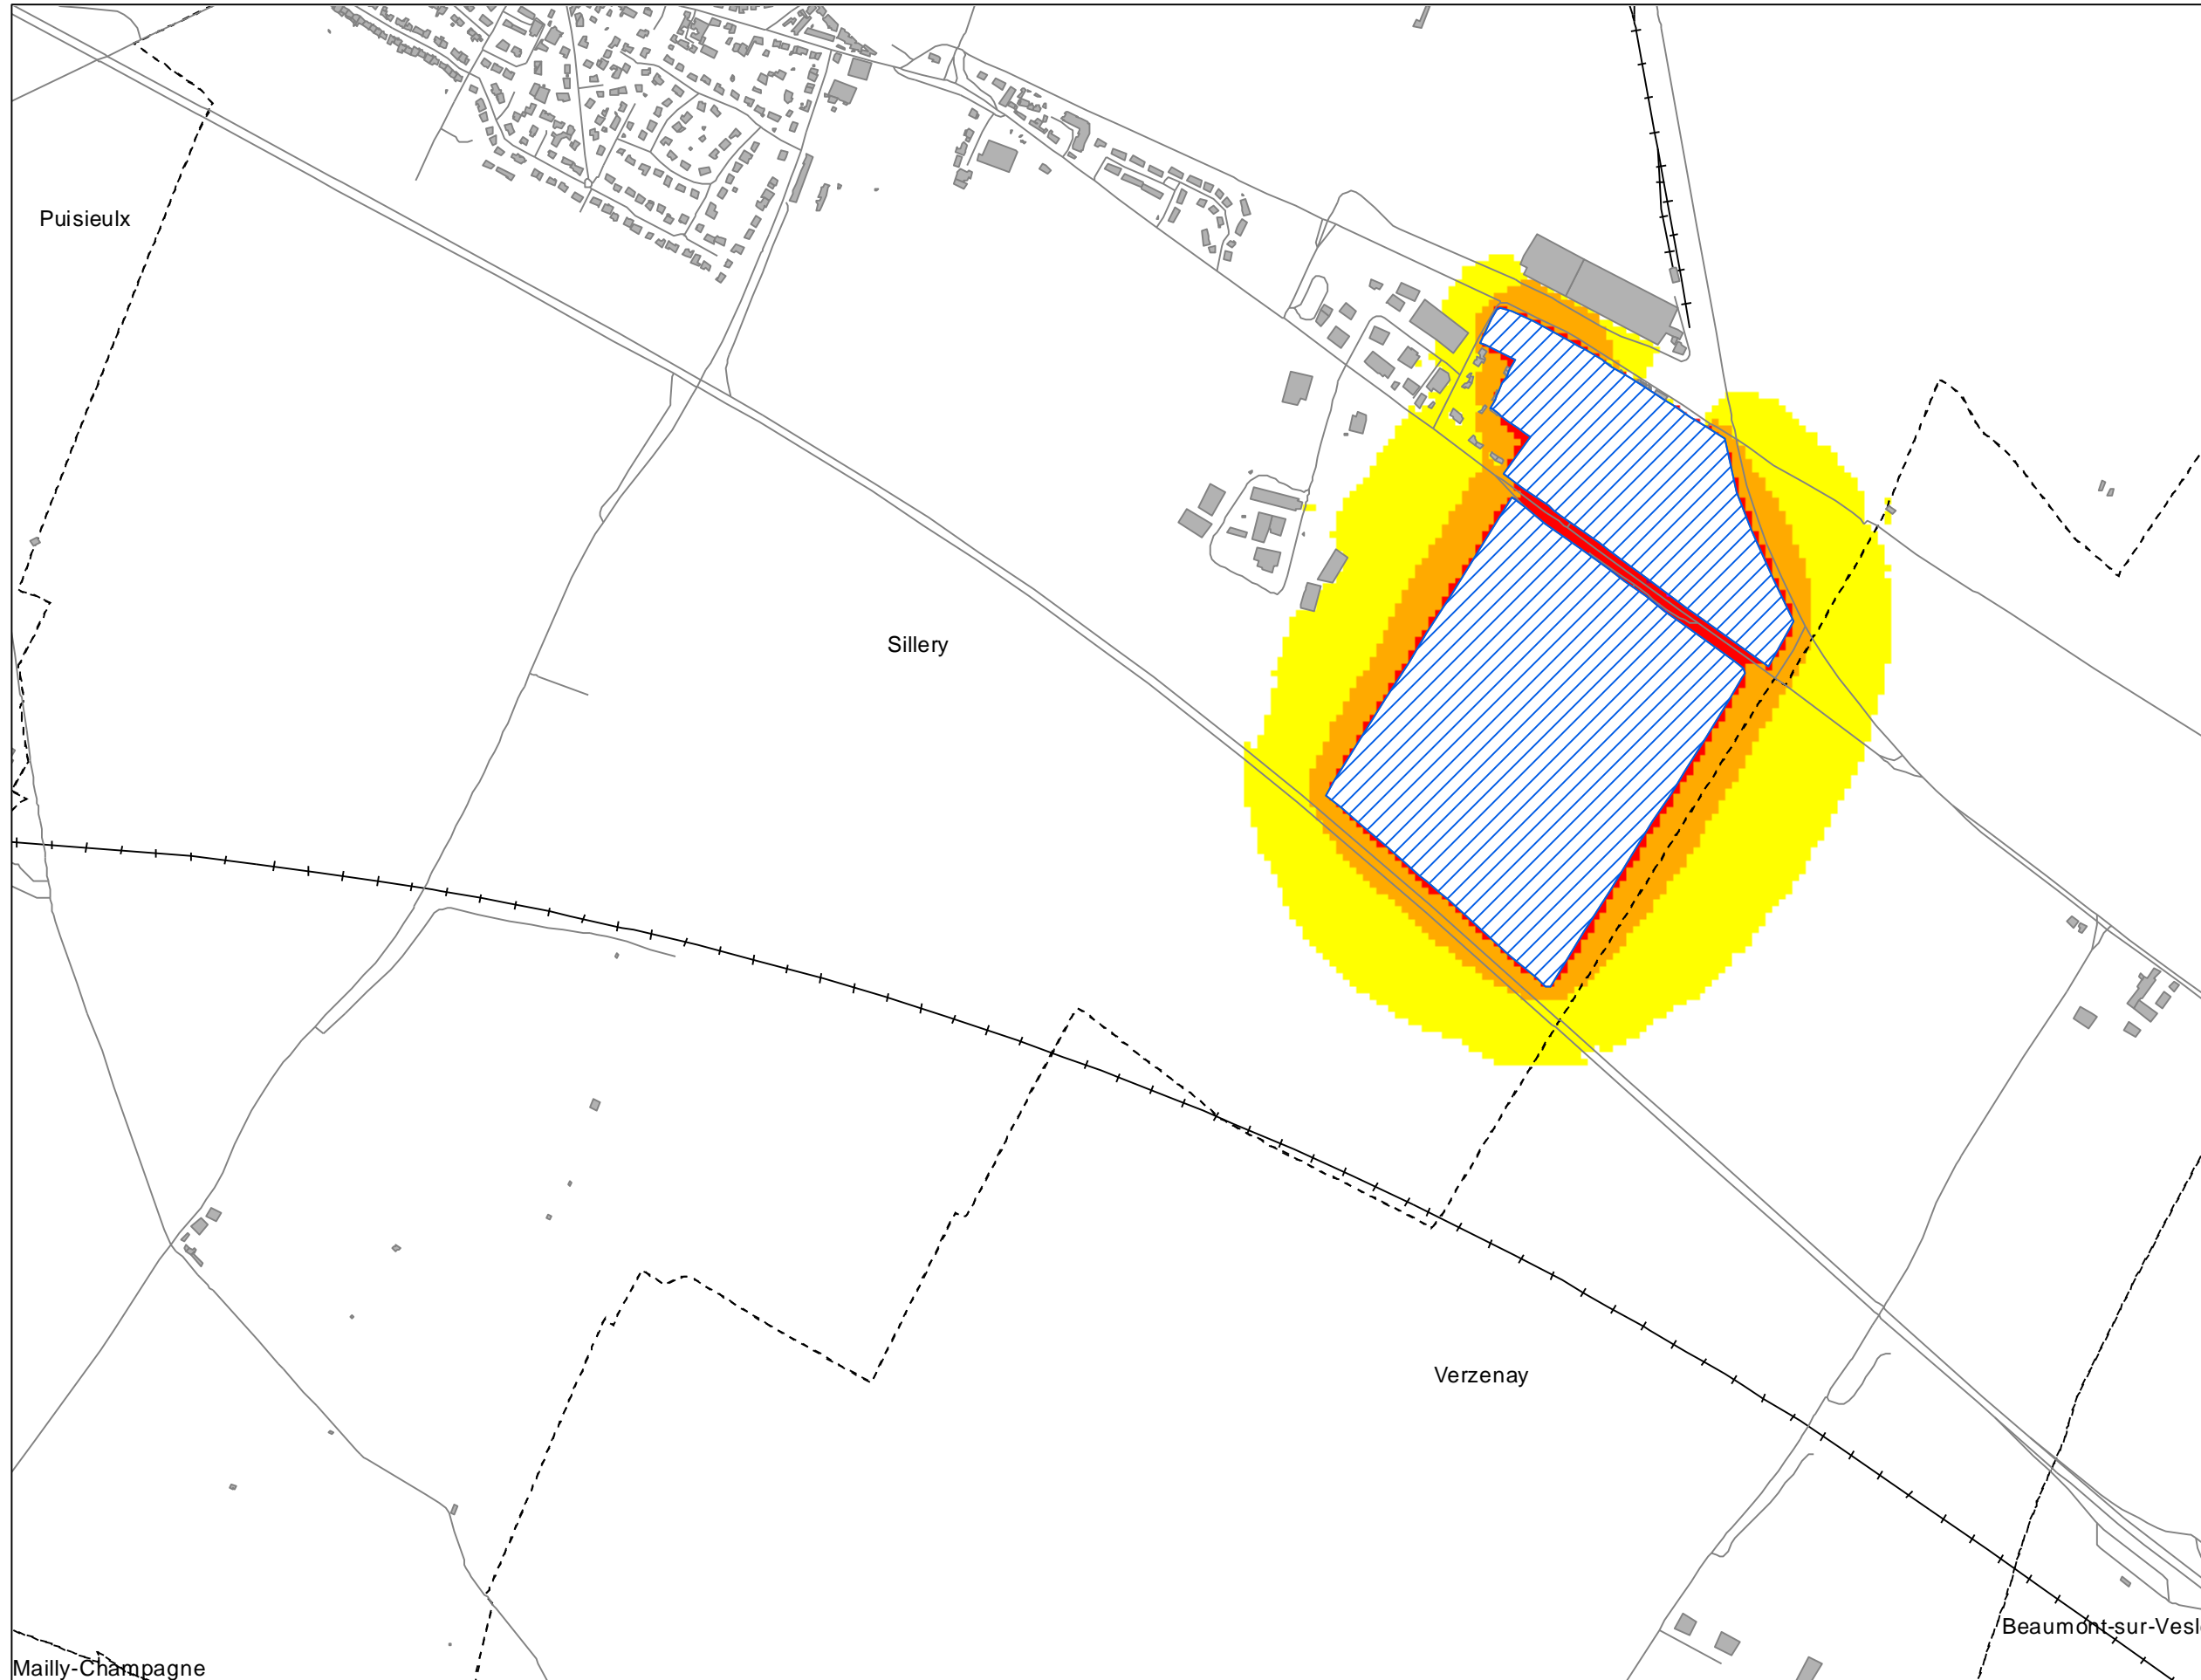 Puisieulx
Sillery
Verzenay
Beaumont-sur-Vesl
Mailly-Champagne